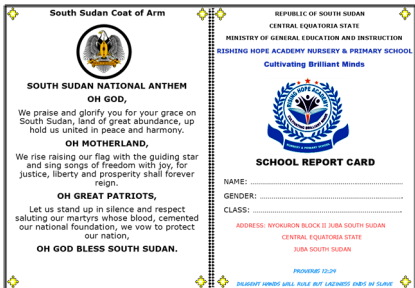 South Sudan Coat of Arm
SOUTH SUDAN NATIONAL ANTHEM
OH GOD,
We praise and glorify you for your grace on
South Sudan, land of great abundance, up
hold us united in peace and harmony.
OH MOTHERLAND,
We rise raising our flag with the guiding star
and sing songs of freedom with joy, for
justice, liberty and prosperity shall forever
reign.
OH GREAT PATRIOTS,
Let us stand up in silence and respect
saluting our martyrs whose blood, cemented
our national foundation, we vow to protect
our nation,
OH GOD BLESS SOUTH SUDAN.
REPUBLIC OF SOUTH SUDAN
CENTRAL EQUATORIA STATE
MINISTRY OF GENERAL EDUCATION AND INSTRUCTION
RISHING HOPE ACADEMY NURSERY & PRIMARY SCHOOL
Cultivating Brilliant Minds
RISING HOPE ACADEMY
NURSERY & PRIMARY SCHOOL
SCHOOL REPORT CARD
NAME:
GENDER:
CLASS:
ADDRESS: NYOKURON BLOCK II JUBA SOUTH SUDAN
CENTRAL EQUATORIA STATE
JUBA SOUTH SUDAN
PROVERBS 12:24
DILIGENT HANDS WILL RULE BUT LAZINESS ENDS IN SLAVE